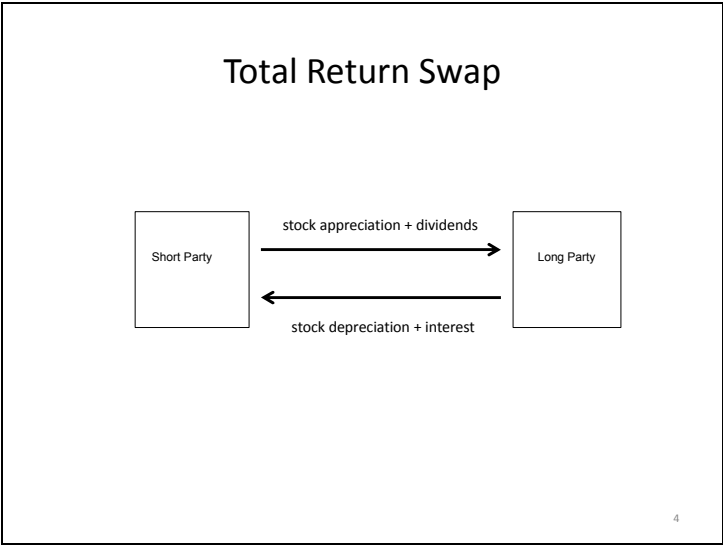 Total Return Swap
stock appreciation + dividends
Short Party
Long Party
stock depreciation + interest
4